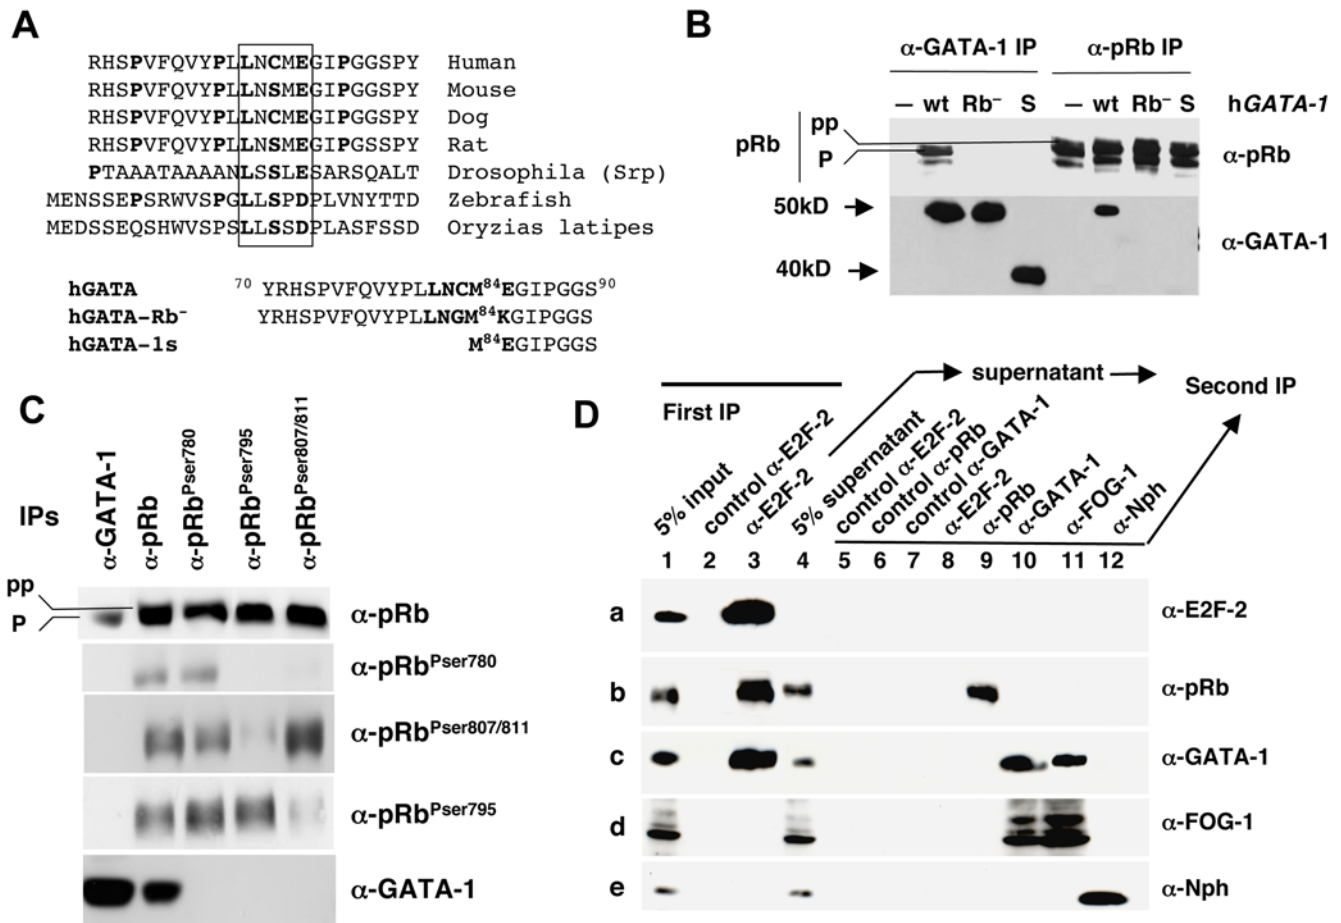 A
RHSPVFQVYPLLNCMEGIPGGSPY Human
RHSPVFQVYPLLNSMEGIPGGSPY Mouse
RHSPVFQVYPLLNCMEGIPGGSPY Dog
RHSPVFQVYPLLNSMEGIPGGSPY Rat
PTAAATAAAANLSSLESARSQALT Drosophila (Srp)
MENSSEPSRWVSPGLLSPDPLVNYTTD Zebrafish
MEDSSEQSHWVSPSLLSSDPLASFSSD Oryzias latipes
hGATA ⁷⁰ YRHSPVFQVYPLLNCM⁸⁴EGIPGGS⁹⁰
hGATA-Rb⁻ YRHSPVFQVYPLLNGM⁸⁴KGIPGGS
hGATA-1s M⁸⁴EGIPGGS
B
α-GATA-1 IP α-pRb IP
– wt Rb⁻ S – wt Rb⁻ S hGATA-1
pRb pp P α-pRb
50kD
40kD
α-GATA-1
C
IPs α-GATA-1 α-pRb α-pRbPser780 α-pRbPser795 α-pRbPser807/811
pp
P
α-pRb
α-pRbPser780
α-pRbPser807/811
α-pRbPser795
α-GATA-1
D
First IP supernatant Second IP
5% input control α-E2F-2 α-E2F-2 5% supernatant control α-E2F-2 control α-pRb control α-GATA-1 α-E2F-2 α-pRb α-GATA-1 α-FOG-1 α-Nph
1 2 3 4 5 6 7 8 9 10 11 12
a α-E2F-2
b α-pRb
c α-GATA-1
d α-FOG-1
e α-Nph